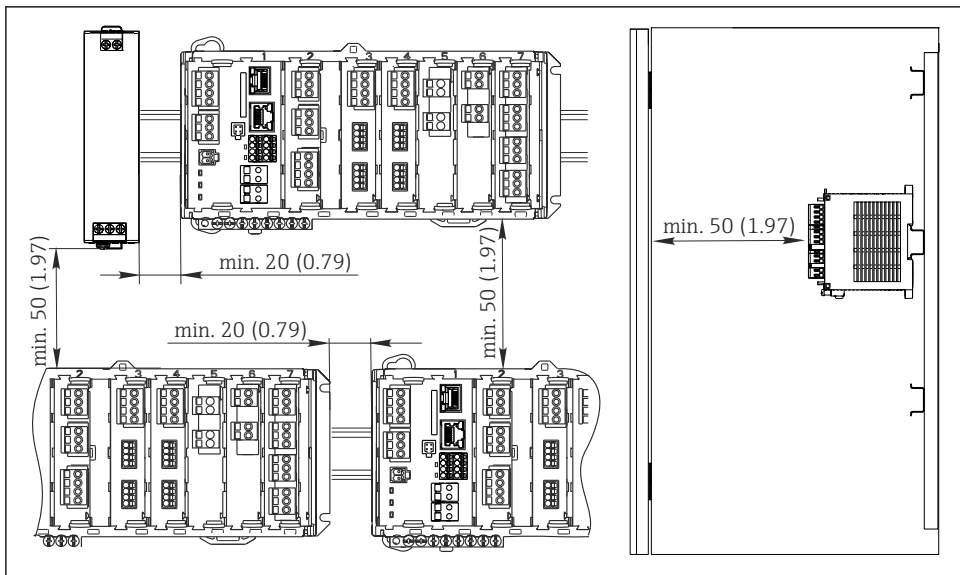 1 2 3 4 5 6 7
min. 50 (1.97)
min. 20 (0.79)
min. 50 (1.97)
min. 50 (1.97)
min. 20 (0.79)
2 3 4 5 6 7
1 2 3